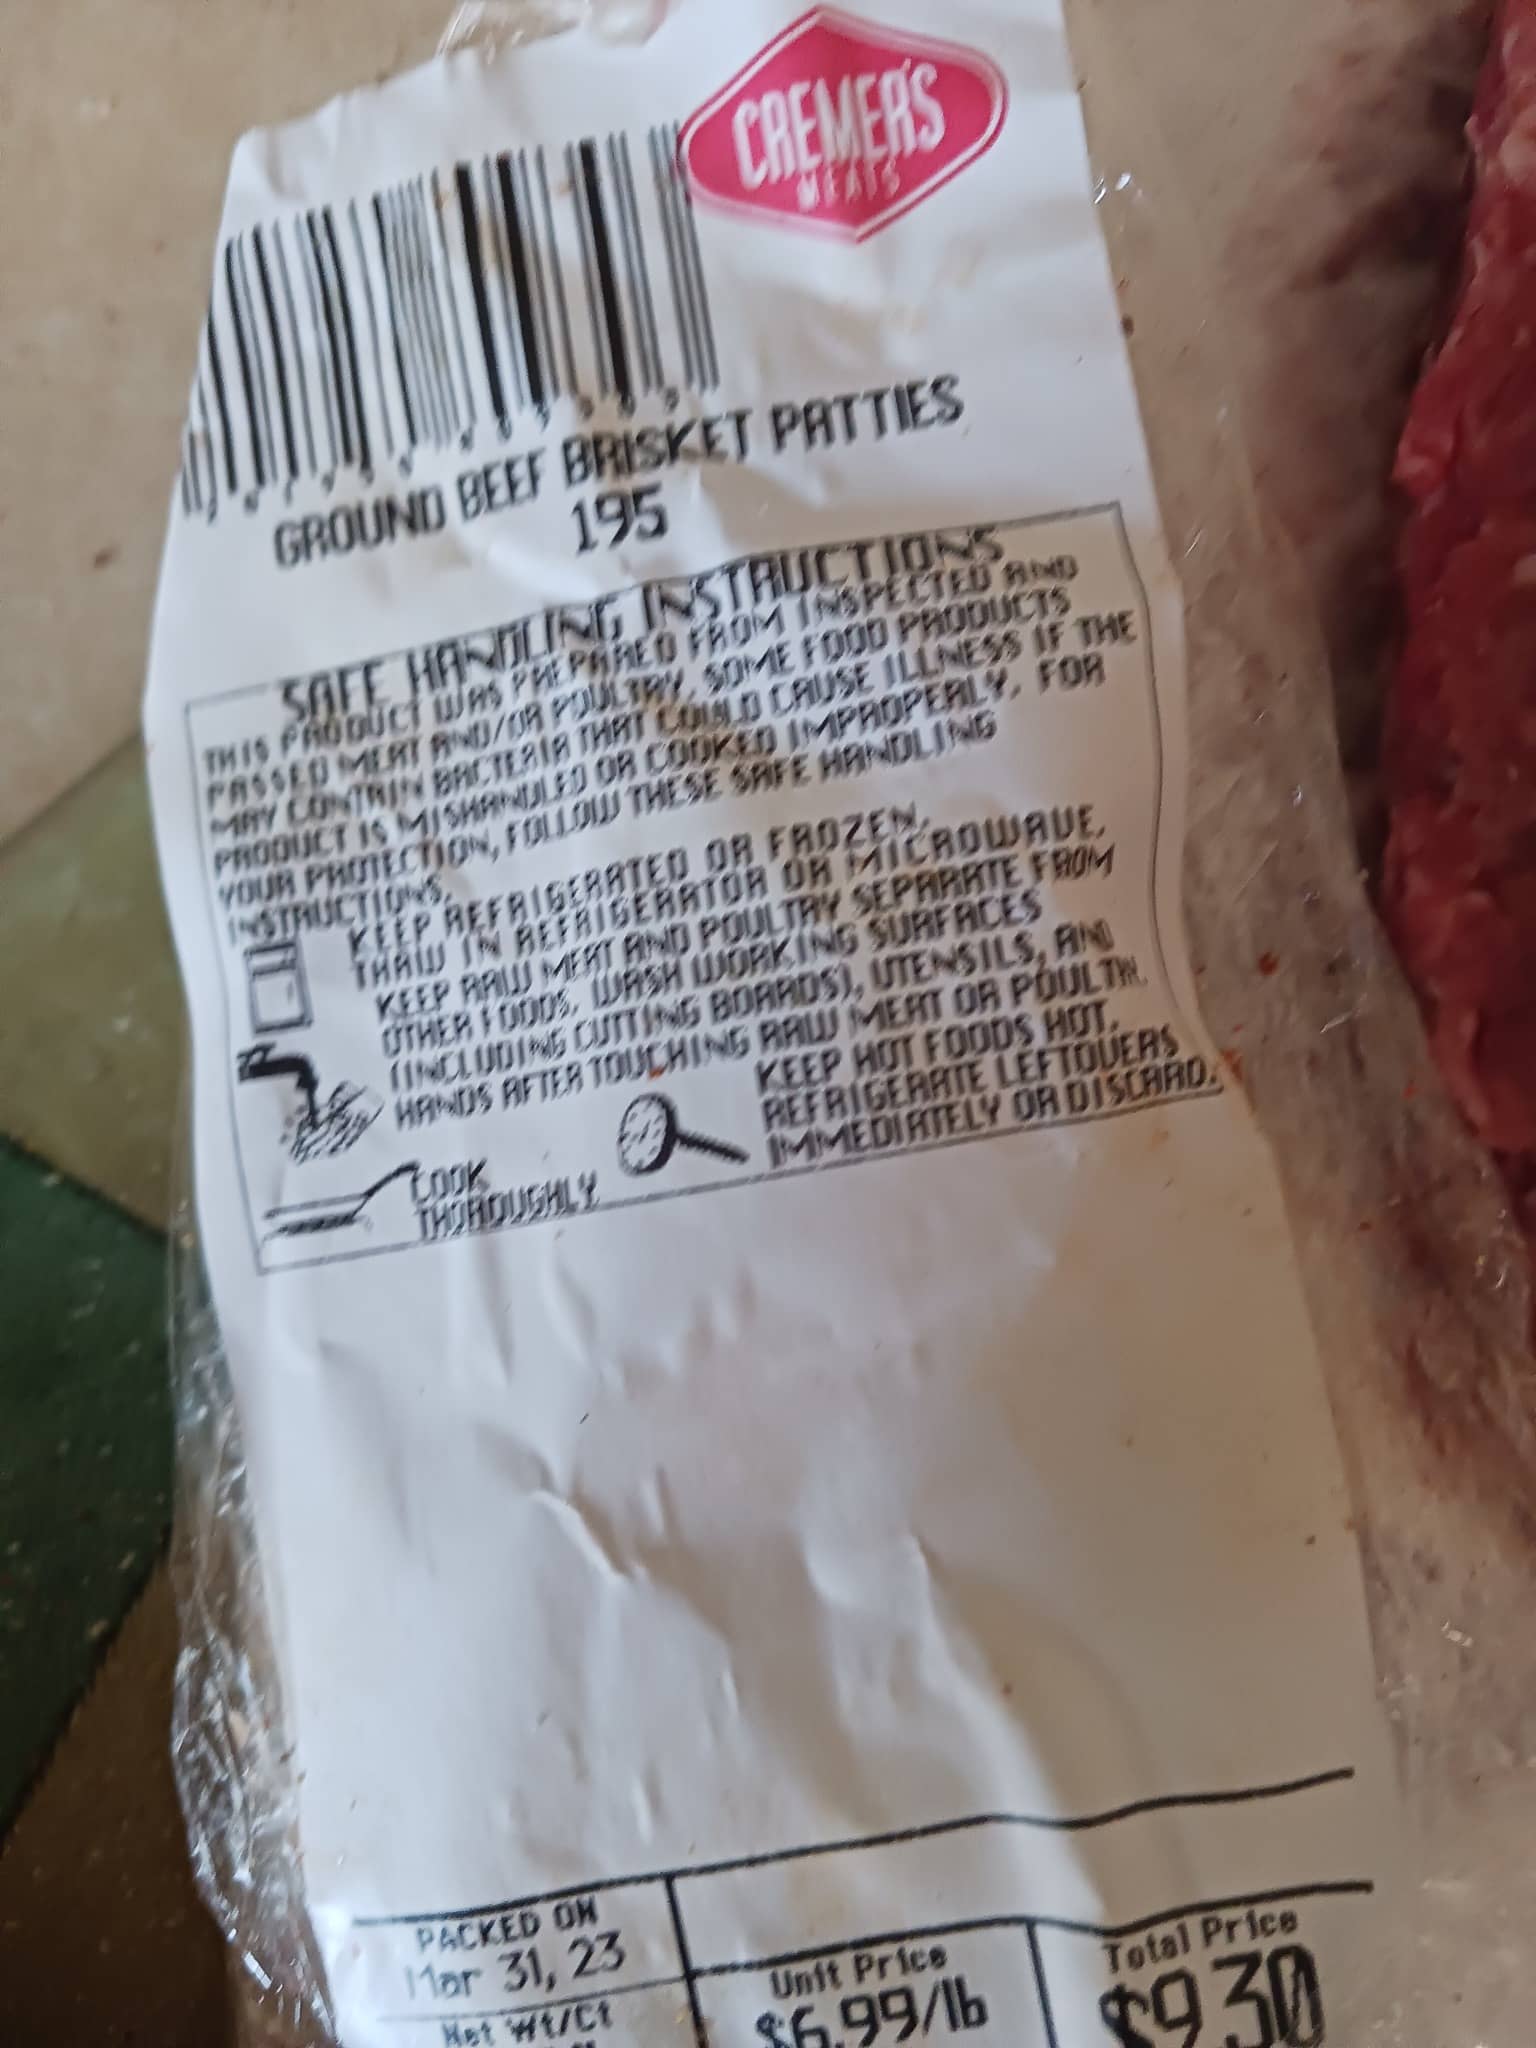 CREMER'S
MEATS
GROUND BEEF BRISKET PATTIES
195
SAFE HANDLING INSTRUCTIONS
THIS PRODUCT WAS PREPARED FROM INSPECTED AND
PASSED MEAT AND/OR POULTRY. SOME FOOD PRODUCTS
MAY CONTAIN BACTERIA THAT COULD CAUSE ILLNESS IF THE
PRODUCT IS MISHANDLED OR COOKED IMPROPERLY. FOR
YOUR PROTECTION, FOLLOW THESE SAFE HANDLING
INSTRUCTIONS.
KEEP REFRIGERATED OR FROZEN.
THAW IN REFRIGERATOR OR MICROWAVE.
KEEP RAW MEAT AND POULTRY SEPARATE FROM
OTHER FOODS. WASH WORKING SURFACES
(INCLUDING CUTTING BOARDS), UTENSILS, AND
HANDS AFTER TOUCHING RAW MEAT OR POULTR
COOK
THOROUGHLY.
KEEP HOT FOODS HOT.
REFRIGERATE LEFTOVERS
IMMEDIATELY OR DISCARD.
PACKED ON
Mar 31, 23
Net Wt/Ct
Unit Price
$6.99/lb
Total Price
$9.30